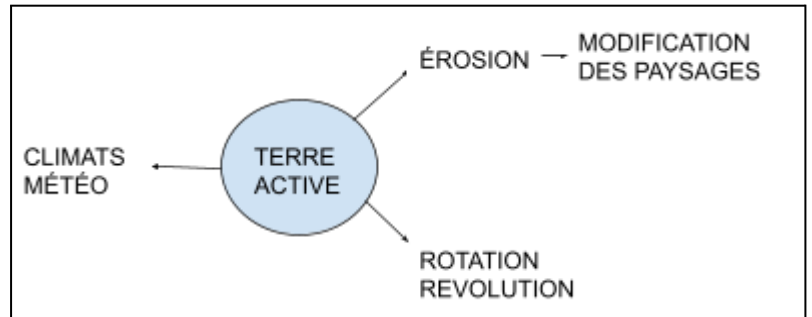 MODIFICATION
DES PAYSAGES
ÉROSION
TERRE
ACTIVE
CLIMATS
MÉTÉO
ROTATION
REVOLUTION